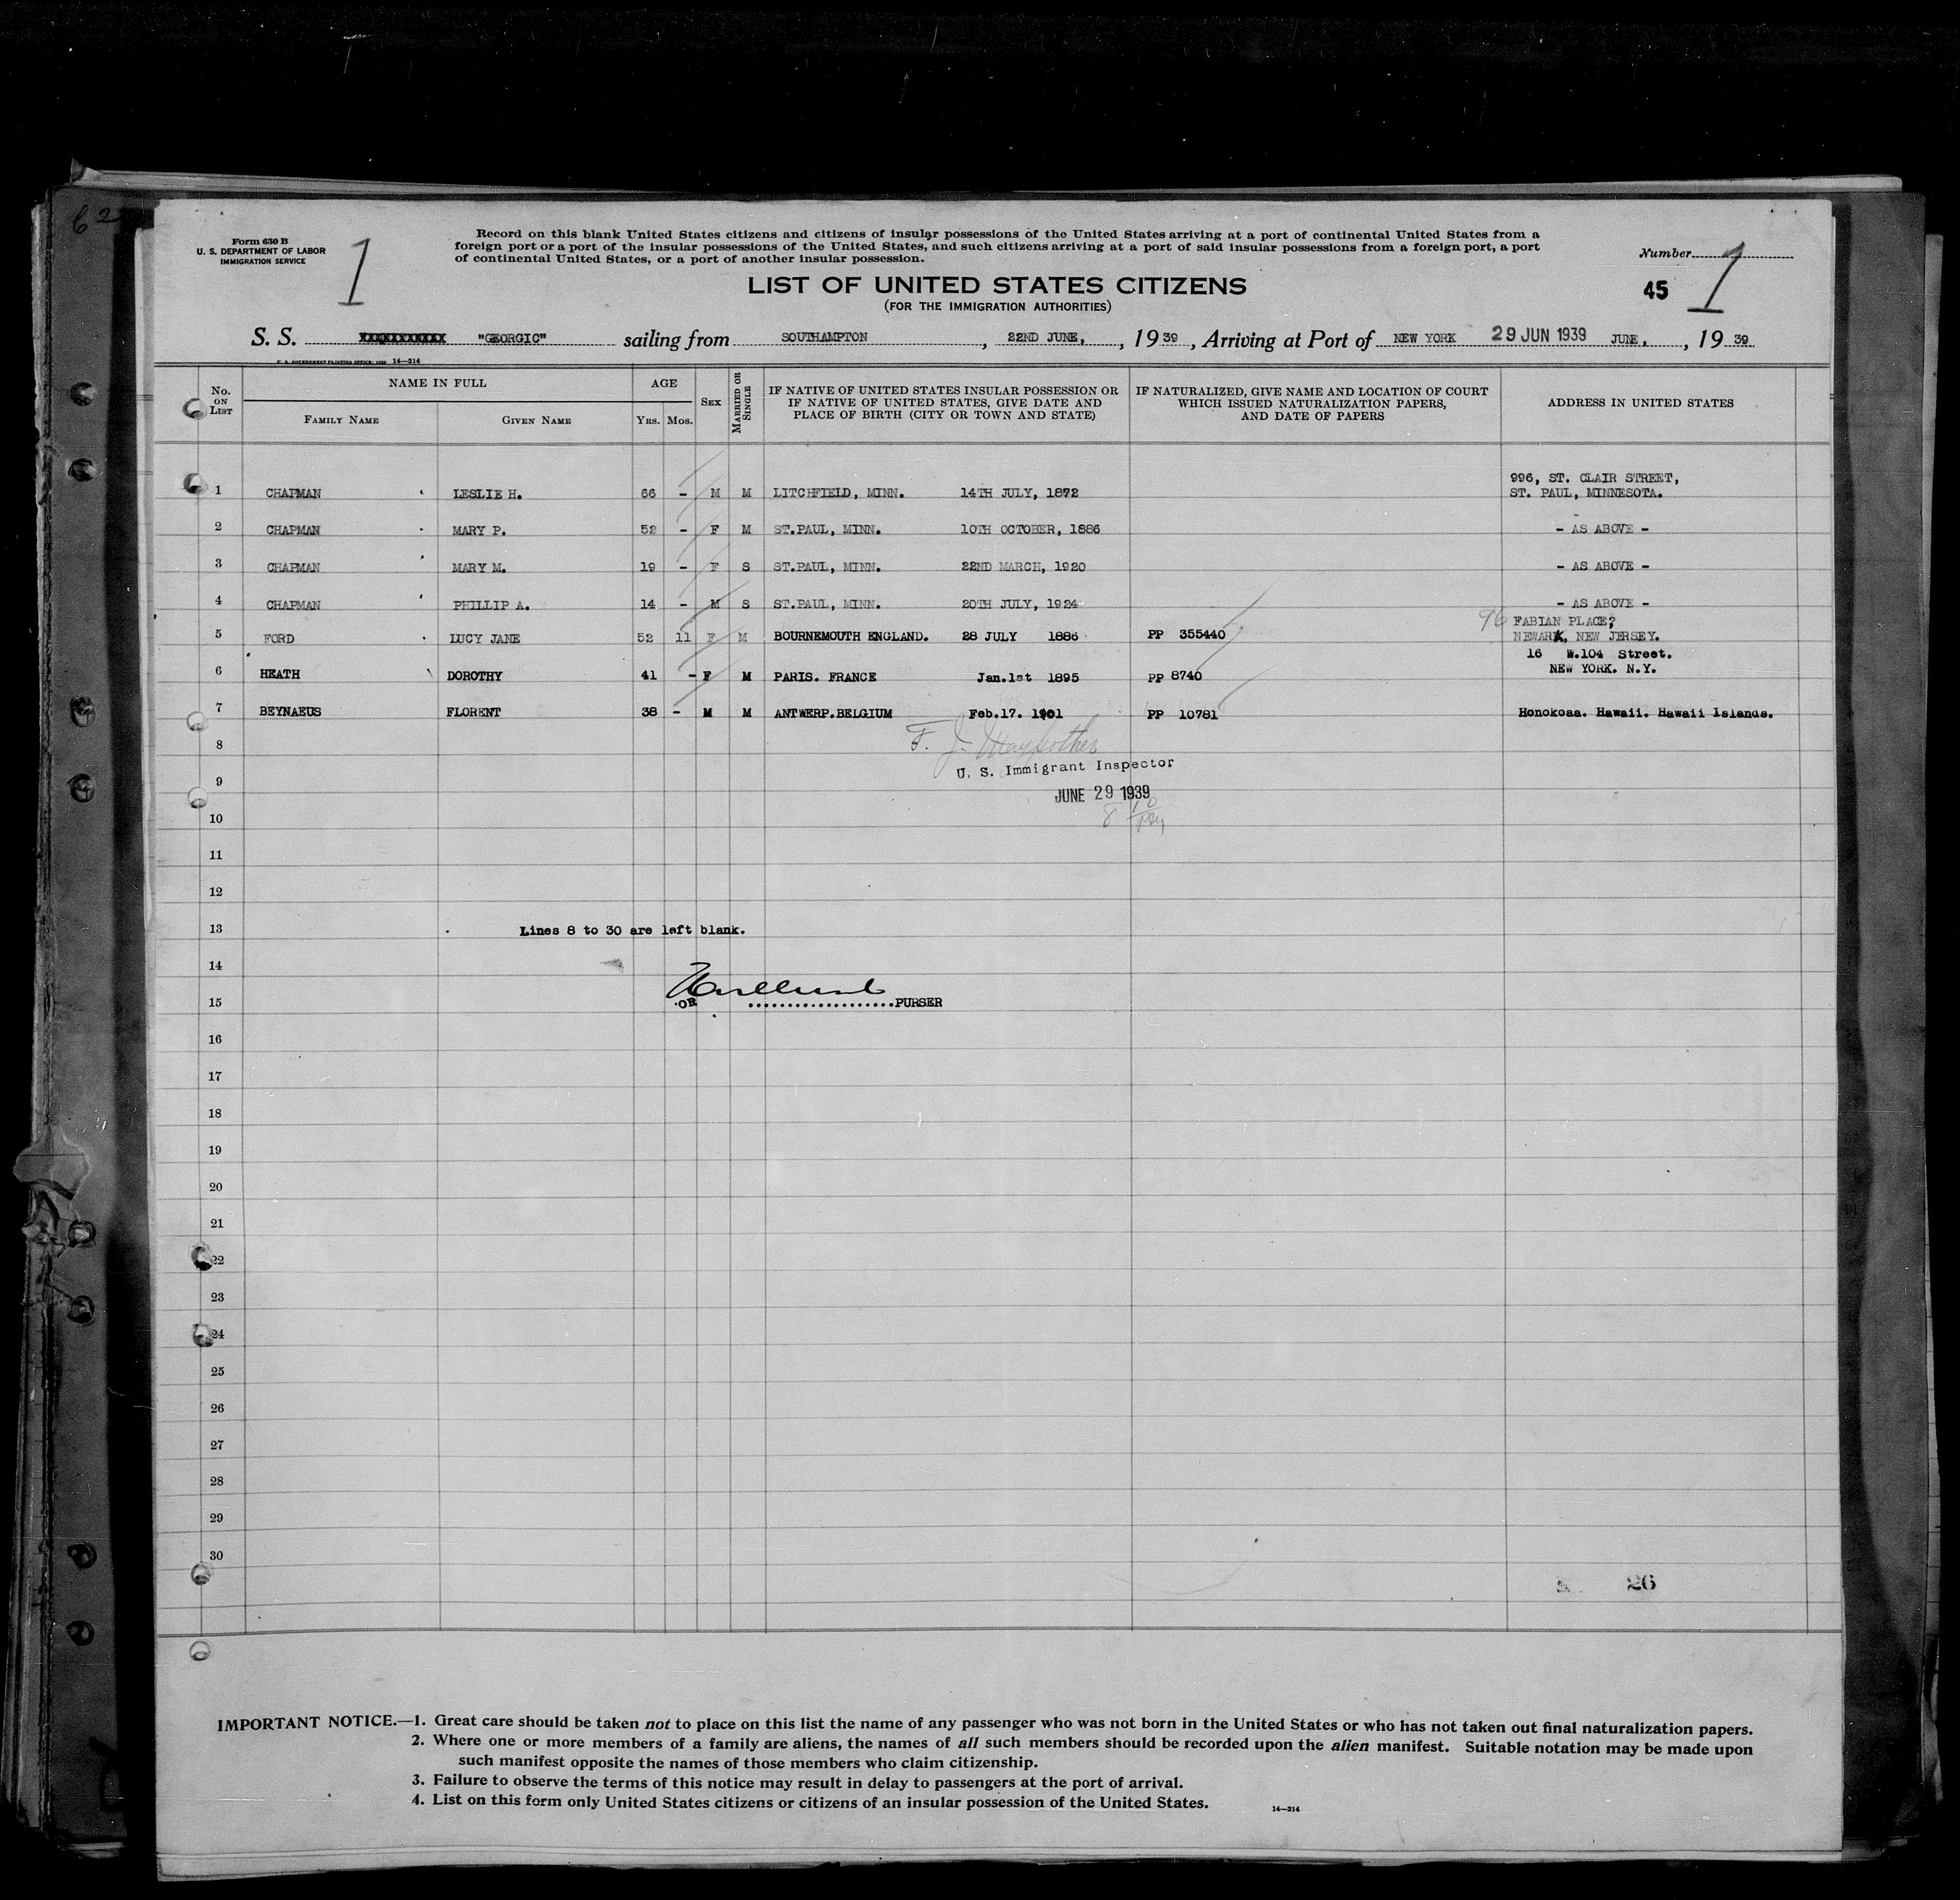 62
Form 630 B
U. S. DEPARTMENT OF LABOR
IMMIGRATION SERVICE
1
Record on this blank United States citizens and citizens of insular possessions of the United States arriving at a port of continental United States from a
foreign port or a port of the insular possessions of the United States, and such citizens arriving at a port of said insular possessions from a foreign port, a port
of continental United States, or a port of another insular possession.
Number 1
45
LIST OF UNITED STATES CITIZENS
(FOR THE IMMIGRATION AUTHORITIES)
S. S. XXXXXXXXXXX "GEORGIC" sailing from SOUTHAMPTON, 22ND JUNE, , 1939, Arriving at Port of NEW YORK 29 JUN 1939 JUNE, , 1939
U. S. GOVERNMENT PRINTING OFFICE: 14—214
No. ON LIST NAME IN FULL AGE SEX MARRIED OR SINGLE IF NATIVE OF UNITED STATES INSULAR POSSESSION OR IF NATIVE OF UNITED STATES, GIVE DATE AND PLACE OF BIRTH (CITY OR TOWN AND STATE) IF NATURALIZED, GIVE NAME AND LOCATION OF COURT WHICH ISSUED NATURALIZATION PAPERS, AND DATE OF PAPERS ADDRESS IN UNITED STATES
FAMILY NAME GIVEN NAME YRS. MOS.
996, ST. CLAIR STREET,
1 CHAPMAN LESLIE H. 66 - M M LITCHFIELD, MINN. 14TH JULY, 1872 ST. PAUL, MINNESOTA.
2 CHAPMAN MARY P. 52 - F M ST.PAUL, MINN. 10TH OCTOBER, 1886 - AS ABOVE -
3 CHAPMAN MARY M. 19 - F S ST.PAUL, MINN. 22ND MARCH, 1920 - AS ABOVE -
4 CHAPMAN PHILLIP A. 14 - M S ST.PAUL, MINN. 20TH JULY, 1924 - AS ABOVE -
96 FABIAN PLACE?
5 FORD LUCY JANE 52 11 F M BOURNEMOUTH ENGLAND. 28 JULY 1886 PP 355440 NEWARK, NEW JERSEY.
16 W.104 Street.
6 HEATH DOROTHY 41 - F M PARIS. FRANCE Jan.1st 1895 PP 8740 NEW YORK. N.Y.
7 BEYNAEUS FLORENT 38 - M M ANTWERP.BELGIUM Feb.17. 1901 PP 10781 Honokoaa. Hawaii. Hawaii Islands.
8 F. J.
U. S. Immigrant Inspector
9 JUNE 29 1939
10
11
12
13 Lines 8 to 30 are left blank.
14
15 OR ..................PURSER
16
17
18
19
20
21
22
23
24
25
26
27
28
29
30
26
IMPORTANT NOTICE.—1. Great care should be taken not to place on this list the name of any passenger who was not born in the United States or who has not taken out final naturalization papers.
2. Where one or more members of a family are aliens, the names of all such members should be recorded upon the alien manifest. Suitable notation may be made upon
such manifest opposite the names of those members who claim citizenship.
3. Failure to observe the terms of this notice may result in delay to passengers at the port of arrival.
4. List on this form only United States citizens or citizens of an insular possession of the United States.
14—214